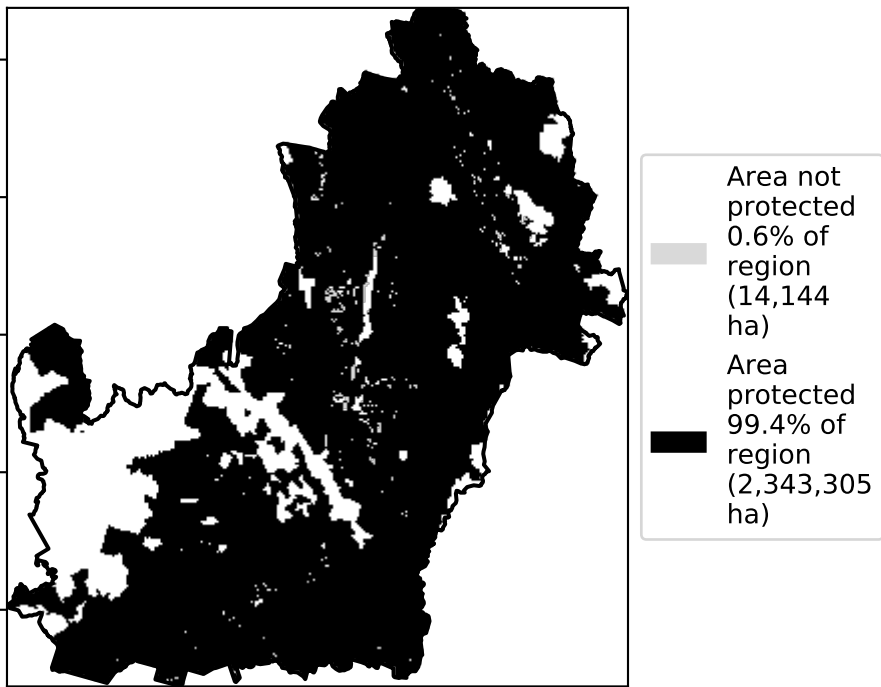 Area not
protected
0.6% of
region
(14,144
ha)
Area
protected
99.4% of
region
(2,343,305
ha)